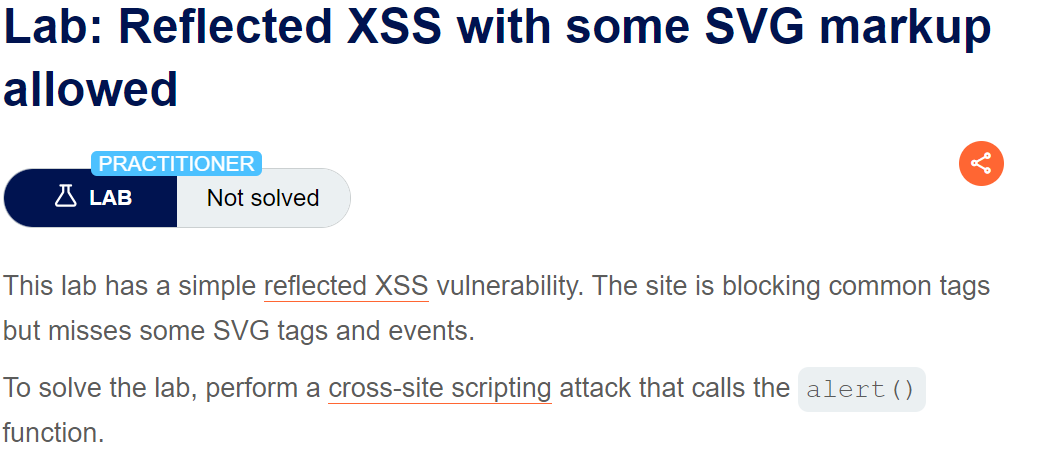 Lab: Reflected XSS with some SVG markup
allowed
PRACTITIONER
LAB Not solved
This lab has a simple reflected XSS vulnerability. The site is blocking common tags
but misses some SVG tags and events.
To solve the lab, perform a cross-site scripting attack that calls the alert()
function.